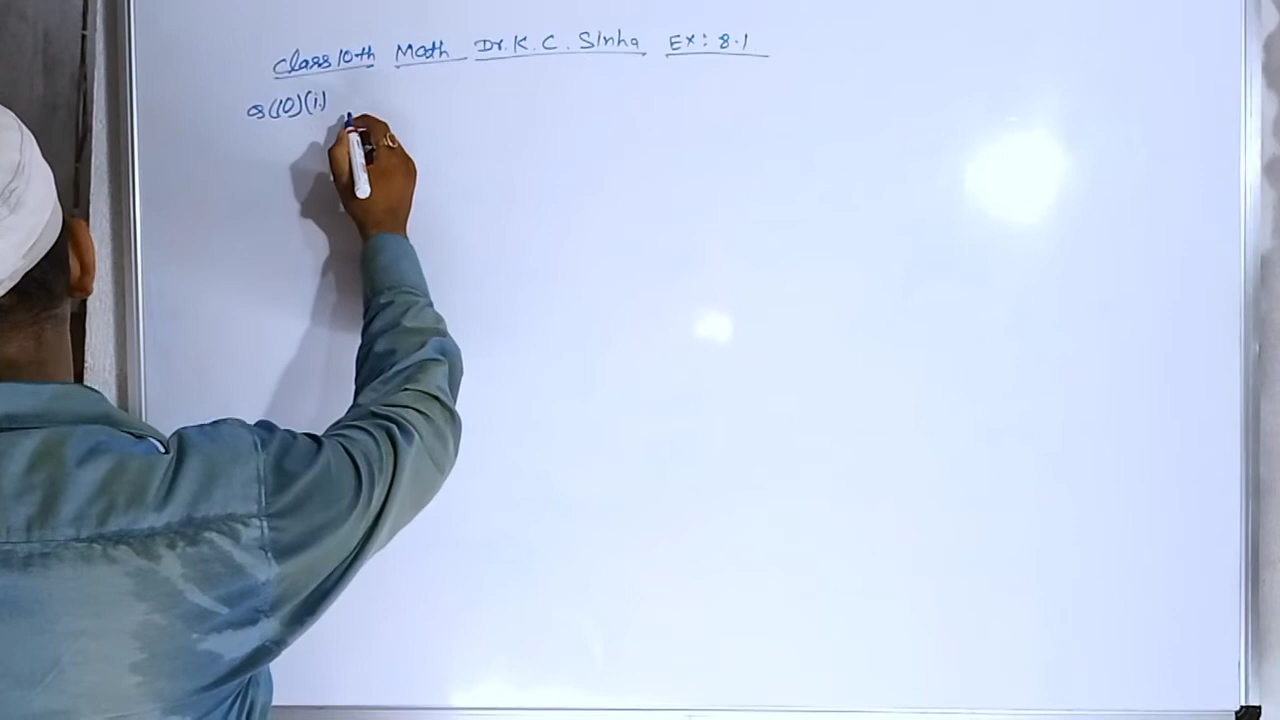 Class 10th Math Dr. K. C. Sinha Ex: 8.1
Q(10)(i)